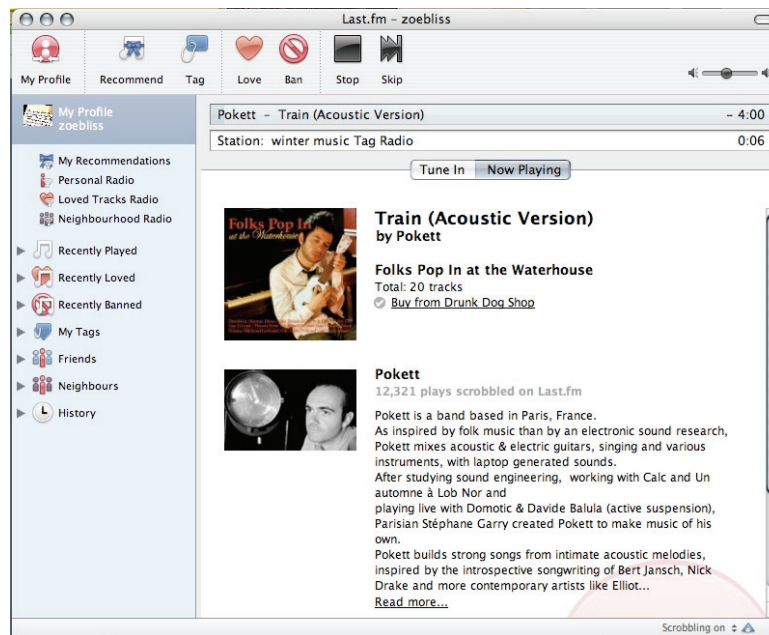 Last.fm – zoebliss
My Profile
Recommend
Tag
Love
Ban
Stop
Skip
My Profile
zoebliss
My Recommendations
Personal Radio
Loved Tracks Radio
Neighbourhood Radio
Recently Played
Recently Loved
Recently Banned
My Tags
Friends
Neighbours
History
Pokett – Train (Acoustic Version)
– 4:00
Station: winter music Tag Radio
0:06
Tune In
Now Playing
Folks Pop In
at the Waterhouse
Train (Acoustic Version)
by Pokett
Folks Pop In at the Waterhouse
Total: 20 tracks
Buy from Drunk Dog Shop
Pokett
12,321 plays scrobbled on Last.fm
Pokett is a band based in Paris, France.
As inspired by folk music than by an electronic sound research,
Pokett mixes acoustic & electric guitars, singing and various
instruments, with laptop generated sounds.
After studying sound engineering, working with Calc and Un
automne à Lob Nor and
playing live with Domotic & Davide Balula (active suspension),
Parisian Stéphane Garry created Pokett to make music of his
own.
Pokett builds strong songs from intimate acoustic melodies,
inspired by the introspective songwriting of Bert Jansch, Nick
Drake and more contemporary artists like Elliot...
Read more...
Scrobbling on